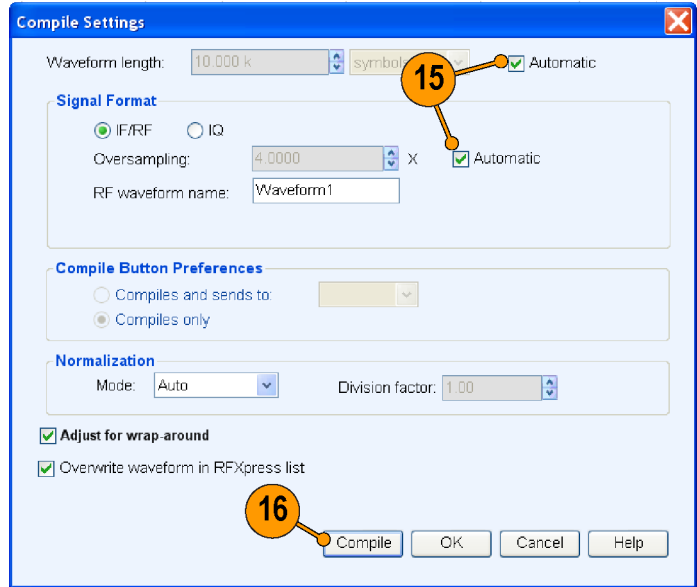 Compile Settings
Waveform length: 10.000 k symbols Automatic
15
Signal Format
IF/RF IQ
Oversampling: 4.0000 X Automatic
RF waveform name: Waveform1
Compile Button Preferences
Compiles and sends to:
Compiles only
Normalization
Mode: Auto Division factor: 1.00
Adjust for wrap-around
Overwrite waveform in RFXpress list
16
Compile OK Cancel Help